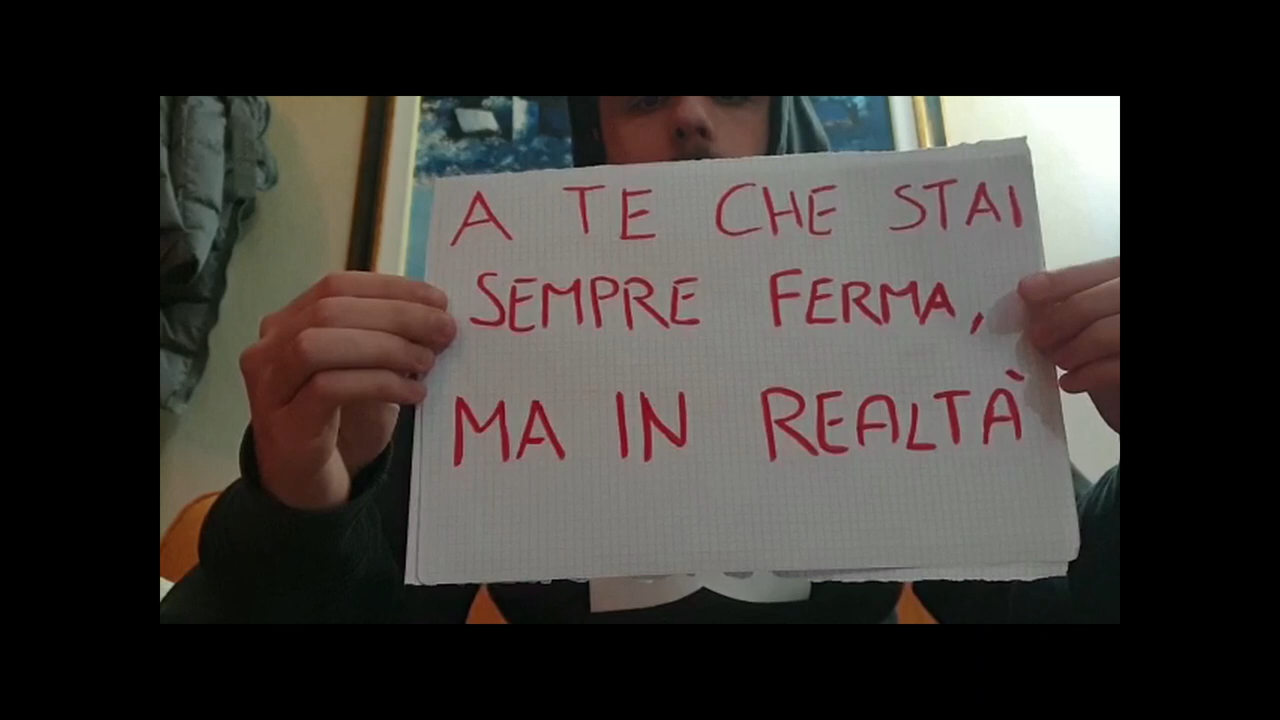 A TE CHE STAI
SEMPRE FERMA,
MA IN REALTÀ